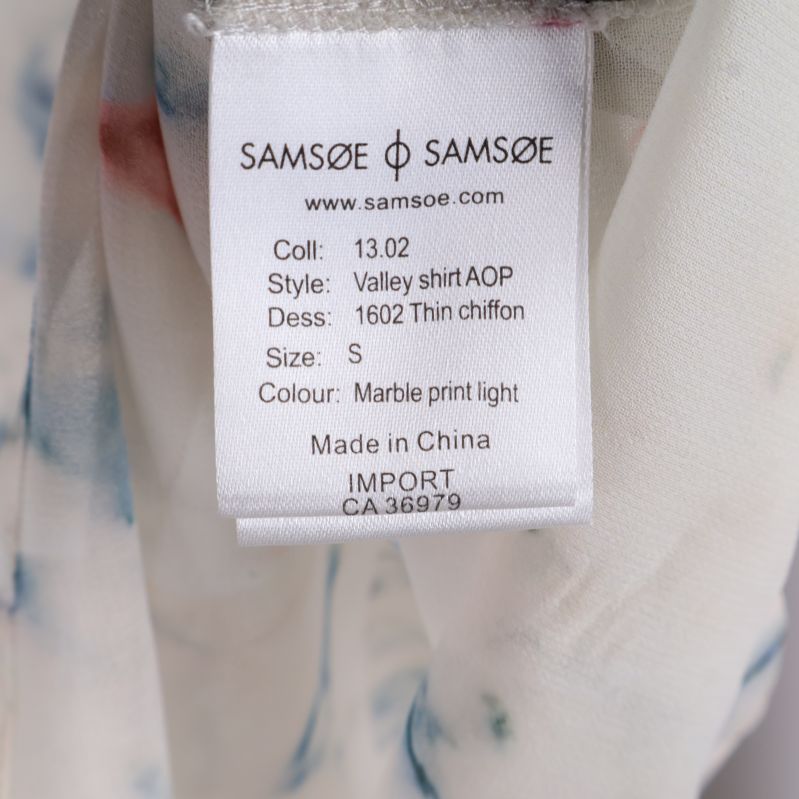 SAMSØE ϕ SAMSØE
www.samsoe.com
Coll: 13.02
Style: Valley shirt AOP
Dess: 1602 Thin chiffon
Size: S
Colour: Marble print light
Made in China
IMPORT
CA 36979